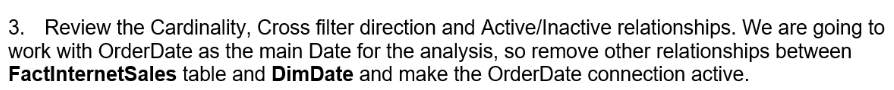 3. Review the Cardinality, Cross filter direction and Active/Inactive relationships. We are going to
work with OrderDate as the main Date for the analysis, so remove other relationships between
FactInternetSales table and DimDate and make the OrderDate connection active.